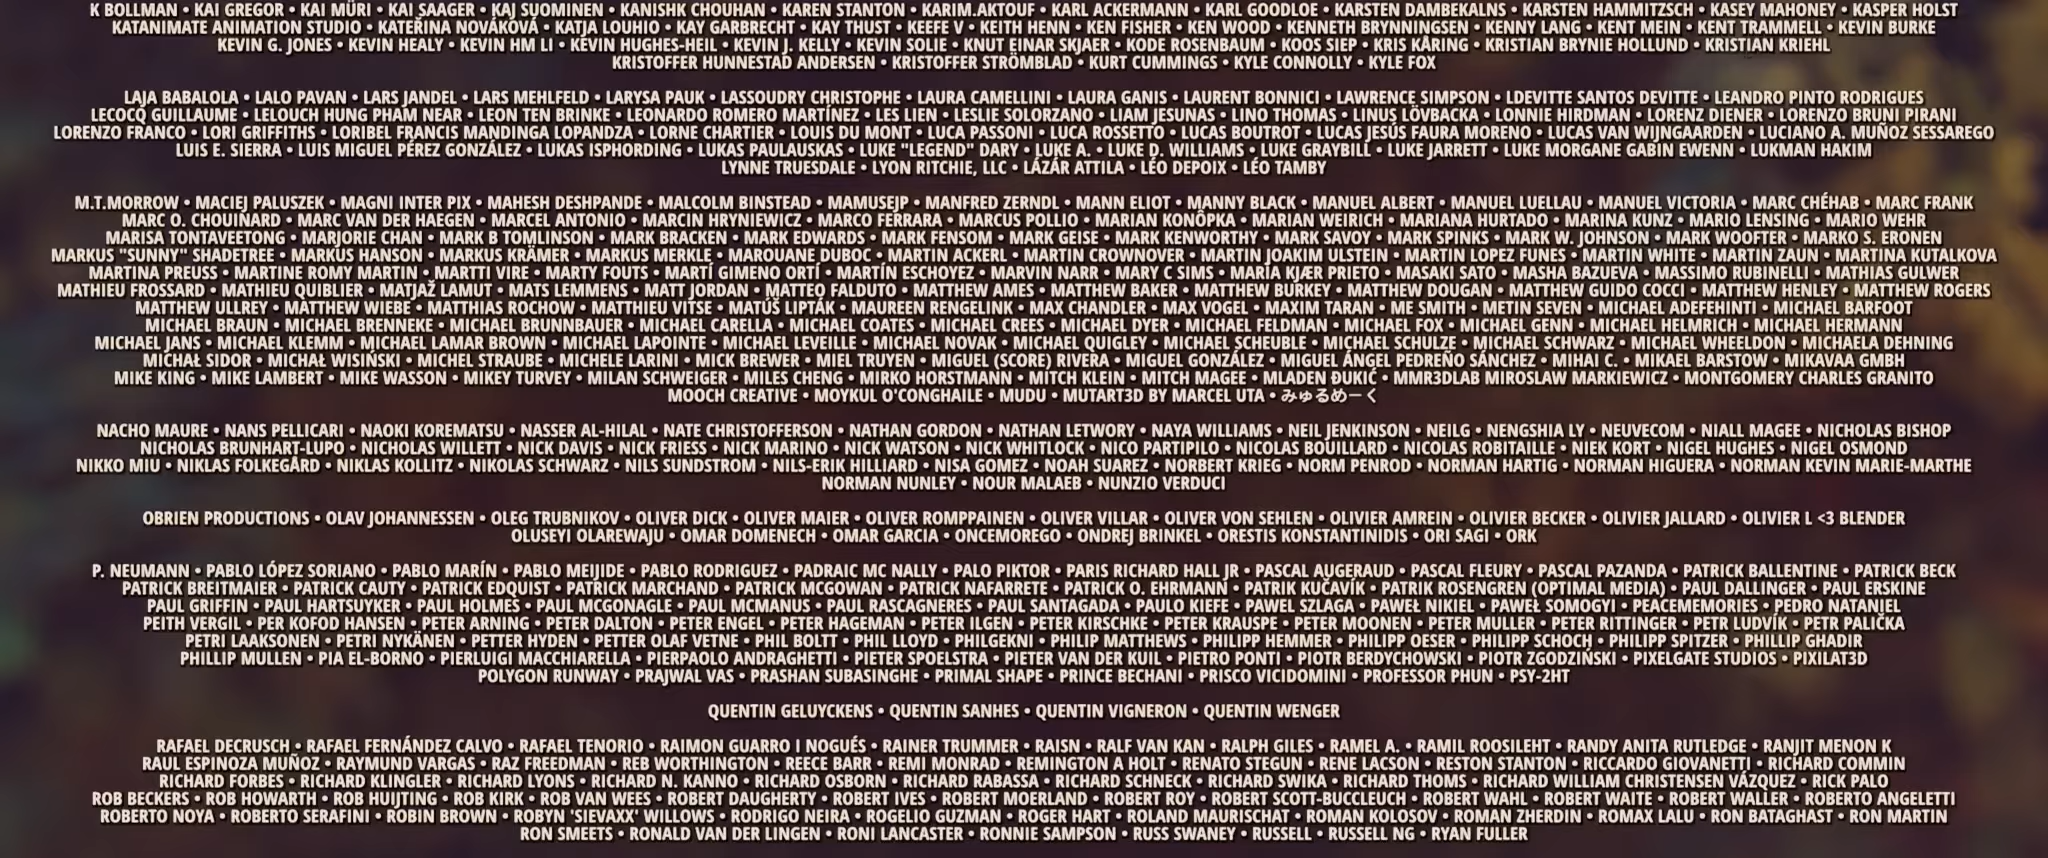 K BOLLMAN • KAI GREGOR • KAI MÜRI • KAI SAAGER • KAJ SUOMINEN • KANISHK CHOUHAN • KAREN STANTON • KARIM.AKTOUF • KARL ACKERMANN • KARL GOODLOE • KARSTEN DAMBEKALNS • KARSTEN HAMMITZSCH • KASEY MAHONEY • KASPER HOLST
KATANIMATE ANIMATION STUDIO • KATEŘINA NOVÁKOVÁ • KATJA LOUHIO • KAY GARBRECHT • KAY THUST • KEEFE V • KEITH HENN • KEN FISHER • KEN WOOD • KENNETH BRYNNINGSEN • KENNY LANG • KENT MEIN • KENT TRAMMELL • KEVIN BURKE
KEVIN G. JONES • KEVIN HEALY • KEVIN HM LI • KEVIN HUGHES-HEIL • KEVIN J. KELLY • KEVIN SOLIE • KNUT EINAR SKJAER • KODE ROSENBAUM • KOOS SIEP • KRIS KÅRING • KRISTIAN BRYNIE HOLLUND • KRISTIAN KRIEHL
KRISTOFFER HUNNESTAD ANDERSEN • KRISTOFFER STRÖMBLAD • KURT CUMMINGS • KYLE CONNOLLY • KYLE FOX
LAJA BABALOLA • LALO PAVAN • LARS JANDEL • LARS MEHLFELD • LARYSA PAUK • LASSOUDRY CHRISTOPHE • LAURA CAMELLINI • LAURA GANIS • LAURENT BONNICI • LAWRENCE SIMPSON • LDEVITTE SANTOS DEVITTE • LEANDRO PINTO RODRIGUES
LECOCQ GUILLAUME • LELOUCH HUNG PHAM NEAR • LEON TEN BRINKE • LEONARDO ROMERO MARTÍNEZ • LES LIEN • LESLIE SOLORZANO • LIAM JESUNAS • LINO THOMAS • LINUS LÖVBACKA • LONNIE HIRDMAN • LORENZ DIENER • LORENZO BRUNI PIRANI
LORENZO FRANCO • LORI GRIFFITHS • LORIBEL FRANCIS MANDINGA LOPANDZA • LORNE CHARTIER • LOUIS DU MONT • LUCA PASSONI • LUCA ROSSETTO • LUCAS BOUTROT • LUCAS JESÚS FAURA MORENO • LUCAS VAN WIJNGAARDEN • LUCIANO A. MUÑOZ SESSAREGO
LUIS E. SIERRA • LUIS MIGUEL PÉREZ GONZÁLEZ • LUKAS ISPHORDING • LUKAS PAULAUSKAS • LUKE "LEGEND" DARY • LUKE A. • LUKE D. WILLIAMS • LUKE GRAYBILL • LUKE JARRETT • LUKE MORGANE GABIN EWENN • LUKMAN HAKIM
LYNNE TRUESDALE • LYON RITCHIE, LLC • LÁZÁR ATTILA • LÉO DEPOIX • LÉO TAMBY
M.T.MORROW • MACIEJ PALUSZEK • MAGNI INTER PIX • MAHESH DESHPANDE • MALCOLM BINSTEAD • MAMUSEJP • MANFRED ZERNDL • MANN ELIOT • MANNY BLACK • MANUEL ALBERT • MANUEL LUELLAU • MANUEL VICTORIA • MARC CHÉHAB • MARC FRANK
MARC O. CHOUINARD • MARC VAN DER HAEGEN • MARCEL ANTONIO • MARCIN HRYNIEWICZ • MARCO FERRARA • MARCUS POLLIO • MARIAN KONÔPKA • MARIAN WEIRICH • MARIANA HURTADO • MARINA KUNZ • MARIO LENSING • MARIO WEHR
MARISA TONTAVEETONG • MARJORIE CHAN • MARK B TOMLINSON • MARK BRACKEN • MARK EDWARDS • MARK FENSOM • MARK GEISE • MARK KENWORTHY • MARK SAVOY • MARK SPINKS • MARK W. JOHNSON • MARK WOOFTER • MARKO S. ERONEN
MARKUS "SUNNY" SHADETREE • MARKUS HANSON • MARKUS KRÄMER • MARKUS MERKLE • MAROUANE DUBOC • MARTIN ACKERL • MARTIN CROWNOVER • MARTIN JOAKIM ULSTEIN • MARTIN LOPEZ FUNES • MARTIN WHITE • MARTIN ZAUN • MARTINA KUTALKOVA
MARTINA PREUSS • MARTINE ROMY MARTIN • MARTTI VIRE • MARTY FOUTS • MARTÍ GIMENO ORTÍ • MARTÍN ESCHOYEZ • MARVIN NARR • MARY C SIMS • MARÍA KJÆR PRIETO • MASAKI SATO • MASHA BAZUEVA • MASSIMO RUBINELLI • MATHIAS GULWER
MATHIEU FROSSARD • MATHIEU QUIBLIER • MATJAŽ LAMUT • MATS LEMMENS • MATT JORDAN • MATTEO FALDUTO • MATTHEW AMES • MATTHEW BAKER • MATTHEW BURKEY • MATTHEW DOUGAN • MATTHEW GUIDO COCCI • MATTHEW HENLEY • MATTHEW ROGERS
MATTHEW ULLREY • MATTHEW WIEBE • MATTHIAS ROCHOW • MATTHIEU VITSE • MATÚŠ LIPTÁK • MAUREEN RENGELINK • MAX CHANDLER • MAX VOGEL • MAXIM TARAN • ME SMITH • METIN SEVEN • MICHAEL ADEFEHINTI • MICHAEL BARFOOT
MICHAEL BRAUN • MICHAEL BRENNEKE • MICHAEL BRUNNBAUER • MICHAEL CARELLA • MICHAEL COATES • MICHAEL CREES • MICHAEL DYER • MICHAEL FELDMAN • MICHAEL FOX • MICHAEL GENN • MICHAEL HELMRICH • MICHAEL HERMANN
MICHAEL JANS • MICHAEL KLEMM • MICHAEL LAMAR BROWN • MICHAEL LAPOINTE • MICHAEL LEVEILLE • MICHAEL NOVAK • MICHAEL QUIGLEY • MICHAEL SCHEUBLE • MICHAEL SCHULZE • MICHAEL SCHWARZ • MICHAEL WHEELDON • MICHAELA DEHNING
MICHAŁ SIDOR • MICHAŁ WISIŃSKI • MICHEL STRAUBE • MICHELE LARINI • MICK BREWER • MIEL TRUYEN • MIGUEL (SCORE) RIVERA • MIGUEL GONZÁLEZ • MIGUEL ÁNGEL PEDREÑO SÁNCHEZ • MIHAI C. • MIKAEL BARSTOW • MIKAVAA GMBH
MIKE KING • MIKE LAMBERT • MIKE WASSON • MIKEY TURVEY • MILAN SCHWEIGER • MILES CHENG • MIRKO HORSTMANN • MITCH KLEIN • MITCH MAGEE • MLADEN ĐUKIĆ • MMR3DLAB MIROSLAW MARKIEWICZ • MONTGOMERY CHARLES GRANITO
MOOCH CREATIVE • MOYKUL O'CONGHAILE • MUDU • MUTART3D BY MARCEL UTA • みゅるめーく
NACHO MAURE • NANS PELLICARI • NAOKI KOREMATSU • NASSER AL-HILAL • NATE CHRISTOFFERSON • NATHAN GORDON • NATHAN LETWORY • NAYA WILLIAMS • NEIL JENKINSON • NEILG • NENGSHIA LY • NEUVECOM • NIALL MAGEE • NICHOLAS BISHOP
NICHOLAS BRUNHART-LUPO • NICHOLAS WILLETT • NICK DAVIS • NICK FRIESS • NICK MARINO • NICK WATSON • NICK WHITLOCK • NICO PARTIPILO • NICOLAS BOUILLARD • NICOLAS ROBITAILLE • NIEK KORT • NIGEL HUGHES • NIGEL OSMOND
NIKKO MIU • NIKLAS FOLKEGÅRD • NIKLAS KOLLITZ • NIKOLAS SCHWARZ • NILS SUNDSTROM • NILS-ERIK HILLIARD • NISA GOMEZ • NOAH SUAREZ • NORBERT KRIEG • NORM PENROD • NORMAN HARTIG • NORMAN HIGUERA • NORMAN KEVIN MARIE-MARTHE
NORMAN NUNLEY • NOUR MALAEB • NUNZIO VERDUCI
OBRIEN PRODUCTIONS • OLAV JOHANNESSEN • OLEG TRUBNIKOV • OLIVER DICK • OLIVER MAIER • OLIVER ROMPPAINEN • OLIVER VILLAR • OLIVER VON SEHLEN • OLIVIER AMREIN • OLIVIER BECKER • OLIVIER JALLARD • OLIVIER L <3 BLENDER
OLUSEYI OLAREWAJU • OMAR DOMENECH • OMAR GARCIA • ONCEMOREGO • ONDREJ BRINKEL • ORESTIS KONSTANTINIDIS • ORI SAGI • ORK
P. NEUMANN • PABLO LÓPEZ SORIANO • PABLO MARÍN • PABLO MEIJIDE • PABLO RODRIGUEZ • PADRAIC MC NALLY • PALO PIKTOR • PARIS RICHARD HALL JR • PASCAL AUGERAUD • PASCAL FLEURY • PASCAL PAZANDA • PATRICK BALLENTINE • PATRICK BECK
PATRICK BREITMAIER • PATRICK CAUTY • PATRICK EDQUIST • PATRICK MARCHAND • PATRICK MCGOWAN • PATRICK NAFARRETE • PATRICK O. EHRMANN • PATRIK KUČAVÍK • PATRIK ROSENGREN (OPTIMAL MEDIA) • PAUL DALLINGER • PAUL ERSKINE
PAUL GRIFFIN • PAUL HARTSUYKER • PAUL HOLMES • PAUL MCGONAGLE • PAUL MCMANUS • PAUL RASCAGNERES • PAUL SANTAGADA • PAULO KIEFE • PAWEL SZLAGA • PAWEŁ NIKIEL • PAWEŁ SOMOGYI • PEACEMEMORIES • PEDRO NATANIEL
PEITH VERGIL • PER KOFOD HANSEN • PETER ARNING • PETER DALTON • PETER ENGEL • PETER HAGEMAN • PETER ILGEN • PETER KIRSCHKE • PETER KRAUSPE • PETER MOONEN • PETER MULLER • PETER RITTINGER • PETR LUDVÍK • PETR PALIČKA
PETRI LAAKSONEN • PETRI NYKÄNEN • PETTER HYDEN • PETTER OLAF VETNE • PHIL BOLTT • PHIL LLOYD • PHILGEKNI • PHILIP MATTHEWS • PHILIPP HEMMER • PHILIPP OESER • PHILIPP SCHOCH • PHILIPP SPITZER • PHILLIP GHADIR
PHILLIP MULLEN • PIA EL-BORNO • PIERLUIGI MACCHIARELLA • PIERPAOLO ANDRAGHETTI • PIETER SPOELSTRA • PIETER VAN DER KUIL • PIETRO PONTI • PIOTR BERDYCHOWSKI • PIOTR ZGODZIŃSKI • PIXELGATE STUDIOS • PIXILAT3D
POLYGON RUNWAY • PRAJWAL VAS • PRASHAN SUBASINGHE • PRIMAL SHAPE • PRINCE BECHANI • PRISCO VICIDOMINI • PROFESSOR PHUN • PSY-2HT
QUENTIN GELUYCKENS • QUENTIN SANHES • QUENTIN VIGNERON • QUENTIN WENGER
RAFAEL DECRUSCH • RAFAEL FERNÁNDEZ CALVO • RAFAEL TENORIO • RAIMON GUARRO I NOGUÉS • RAINER TRUMMER • RAISN • RALF VAN KAN • RALPH GILES • RAMEL A. • RAMIL ROOSILEHT • RANDY ANITA RUTLEDGE • RANJIT MENON K
RAUL ESPINOZA MUÑOZ • RAYMUND VARGAS • RAZ FREEDMAN • REB WORTHINGTON • REECE BARR • REMI MONRAD • REMINGTON A HOLT • RENATO STEGUN • RENE LACSON • RESTON STANTON • RICCARDO GIOVANETTI • RICHARD COMMIN
RICHARD FORBES • RICHARD KLINGLER • RICHARD LYONS • RICHARD N. KANNO • RICHARD OSBORN • RICHARD RABASSA • RICHARD SCHNECK • RICHARD SWIKA • RICHARD THOMS • RICHARD WILLIAM CHRISTENSEN VÁZQUEZ • RICK PALO
ROB BECKERS • ROB HOWARTH • ROB HUIJTING • ROB KIRK • ROB VAN WEES • ROBERT DAUGHERTY • ROBERT IVES • ROBERT MOERLAND • ROBERT ROY • ROBERT SCOTT-BUCCLEUCH • ROBERT WAHL • ROBERT WAITE • ROBERT WALLER • ROBERTO ANGELETTI
ROBERTO NOYA • ROBERTO SERAFINI • ROBIN BROWN • ROBYN 'SIEVAXX' WILLOWS • RODRIGO NEIRA • ROGELIO GUZMAN • ROGER HART • ROLAND MAURISCHAT • ROMAN KOLOSOV • ROMAN ZHERDIN • ROMAX LALU • RON BATAGHAST • RON MARTIN
RON SMEETS • RONALD VAN DER LINGEN • RONI LANCASTER • RONNIE SAMPSON • RUSS SWANEY • RUSSELL • RUSSELL NG • RYAN FULLER